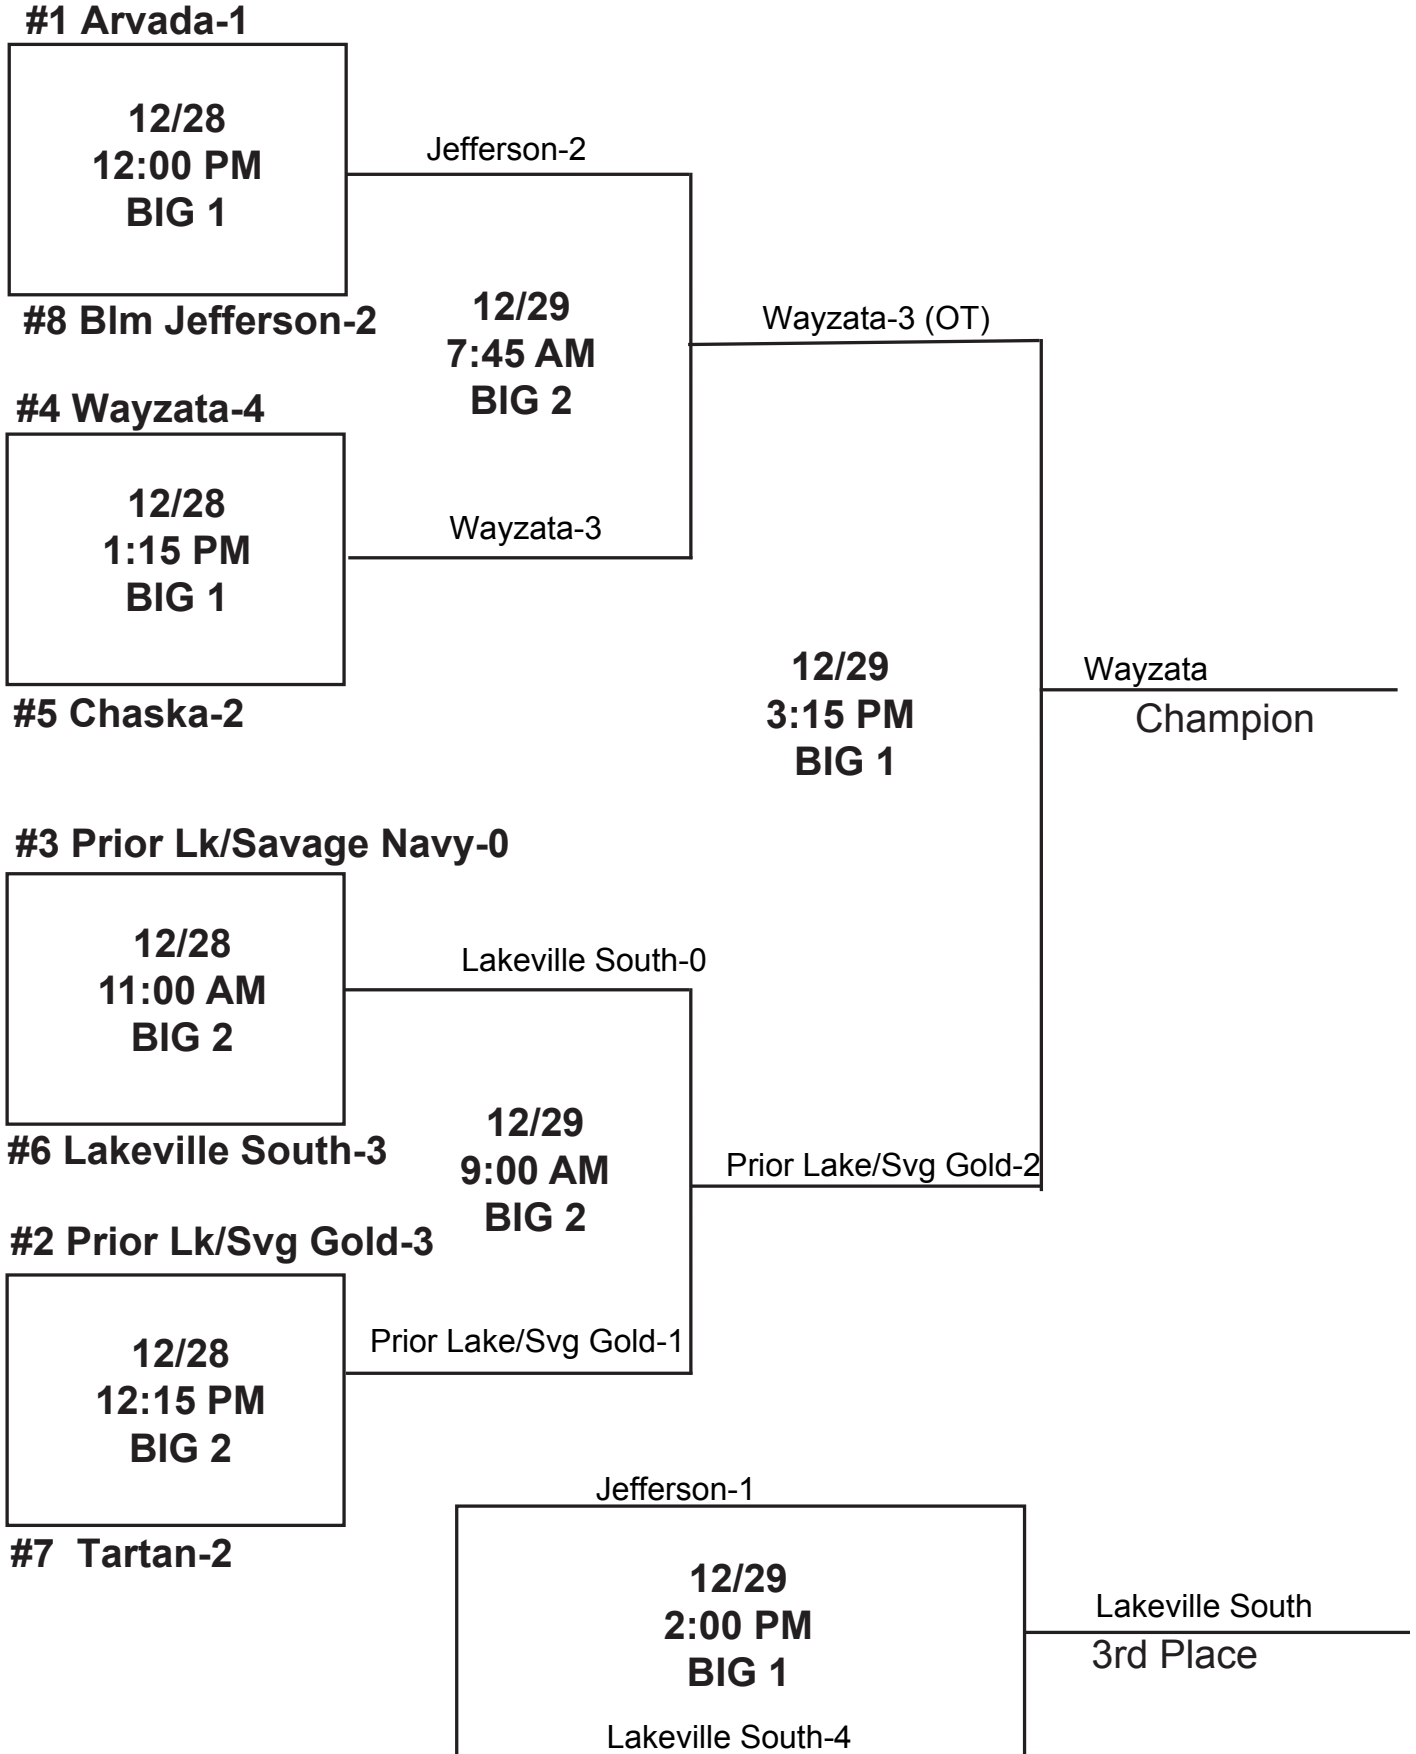 #1 Arvada-1
12/28
12:00 PM
BIG 1
#8 Blm Jefferson-2
Jefferson-2
12/29
7:45 AM
BIG 2
Wayzata-3 (OT)
#4 Wayzata-4
12/28
1:15 PM
BIG 1
#5 Chaska-2
Wayzata-3
12/29
3:15 PM
BIG 1
Wayzata
Champion
#3 Prior Lk/Savage Navy-0
12/28
11:00 AM
BIG 2
#6 Lakeville South-3
Lakeville South-0
12/29
9:00 AM
BIG 2
Prior Lake/Svg Gold-2
#2 Prior Lk/Svg Gold-3
12/28
12:15 PM
BIG 2
#7 Tartan-2
Prior Lake/Svg Gold-1
Jefferson-1
12/29
2:00 PM
BIG 1
Lakeville South-4
Lakeville South
3rd Place